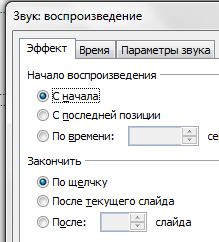 Звук: воспроизведение
Эффект Время Параметры звука
Начало воспроизведения
С начала
С последней позиции
По времени: се
Закончить
По щелчку
После текущего слайда
После: слайда